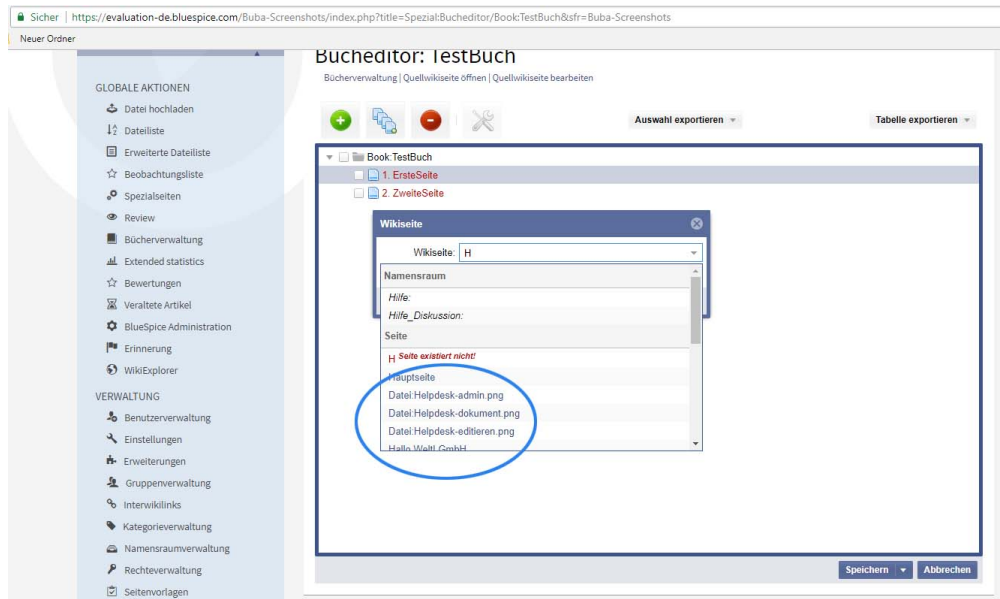 Sicher | https://evaluation-de.bluespice.com/Buba-Screenshots/index.php?title=Spezial:Bucheditor/Book:TestBuch&sfr=Buba-Screenshots
Neuer Ordner
GLOBALE AKTIONEN
Datei hochladen
Dateiliste
Erweiterte Dateiliste
Beobachtungsliste
Spezialseiten
Review
Bücherverwaltung
Extended statistics
Bewertungen
Veraltete Artikel
BlueSpice Administration
Erinnerung
WikiExplorer
VERWALTUNG
Benutzerverwaltung
Einstellungen
Erweiterungen
Gruppenverwaltung
Interwikilinks
Kategorieverwaltung
Namensraumverwaltung
Rechteverwaltung
Seitenvorlagen
Bucheditor: TestBuch
Bücherverwaltung | Quellwikiseite öffnen | Quellwikiseite bearbeiten
Auswahl exportieren Tabelle exportieren
Book:TestBuch
1. ErsteSeite
2. ZweiteSeite
Wikiseite
Wikiseite: H
Namensraum
Hilfe:
Hilfe_Diskussion:
Seite
H Seite existiert nicht!
Hauptseite
Datei:Helpdesk-admin.png
Datei:Helpdesk-dokument.png
Datei:Helpdesk-editieren.png
Hallo Welt! GmbH
Speichern Abbrechen